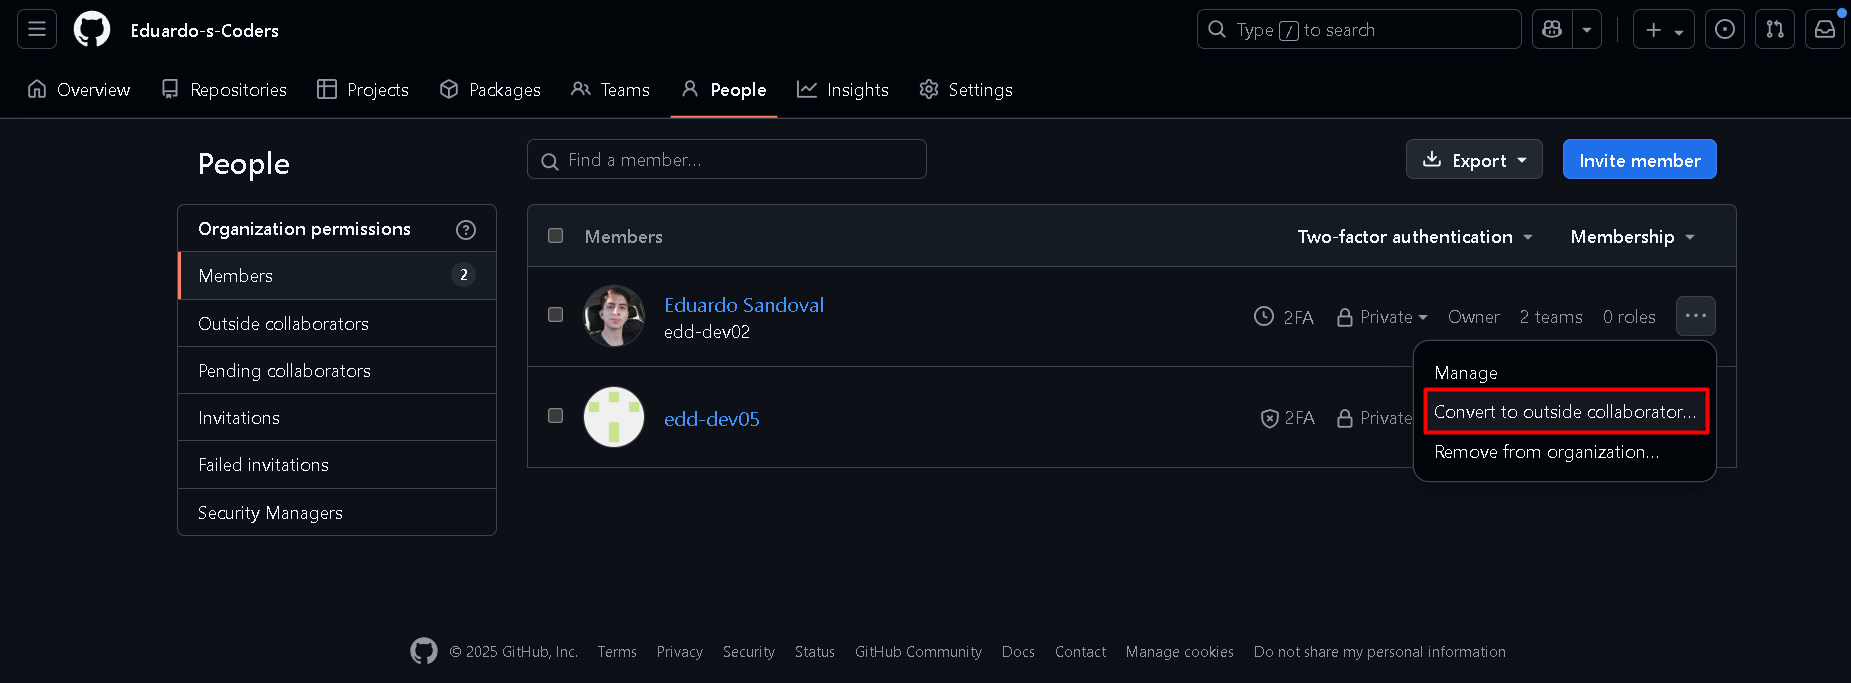 Eduardo-s-Coders
Type / to search
Overview Repositories Projects Packages Teams People Insights Settings
People
Find a member...
Export
Invite member
Organization permissions
Members 2
Outside collaborators
Pending collaborators
Invitations
Failed invitations
Security Managers
Members Two-factor authentication Membership
Eduardo Sandoval
edd-dev02
2FA Private Owner 2 teams 0 roles
edd-dev05
2FA Private
Manage
Convert to outside collaborator...
Remove from organization...
© 2025 GitHub, Inc. Terms Privacy Security Status GitHub Community Docs Contact Manage cookies Do not share my personal information